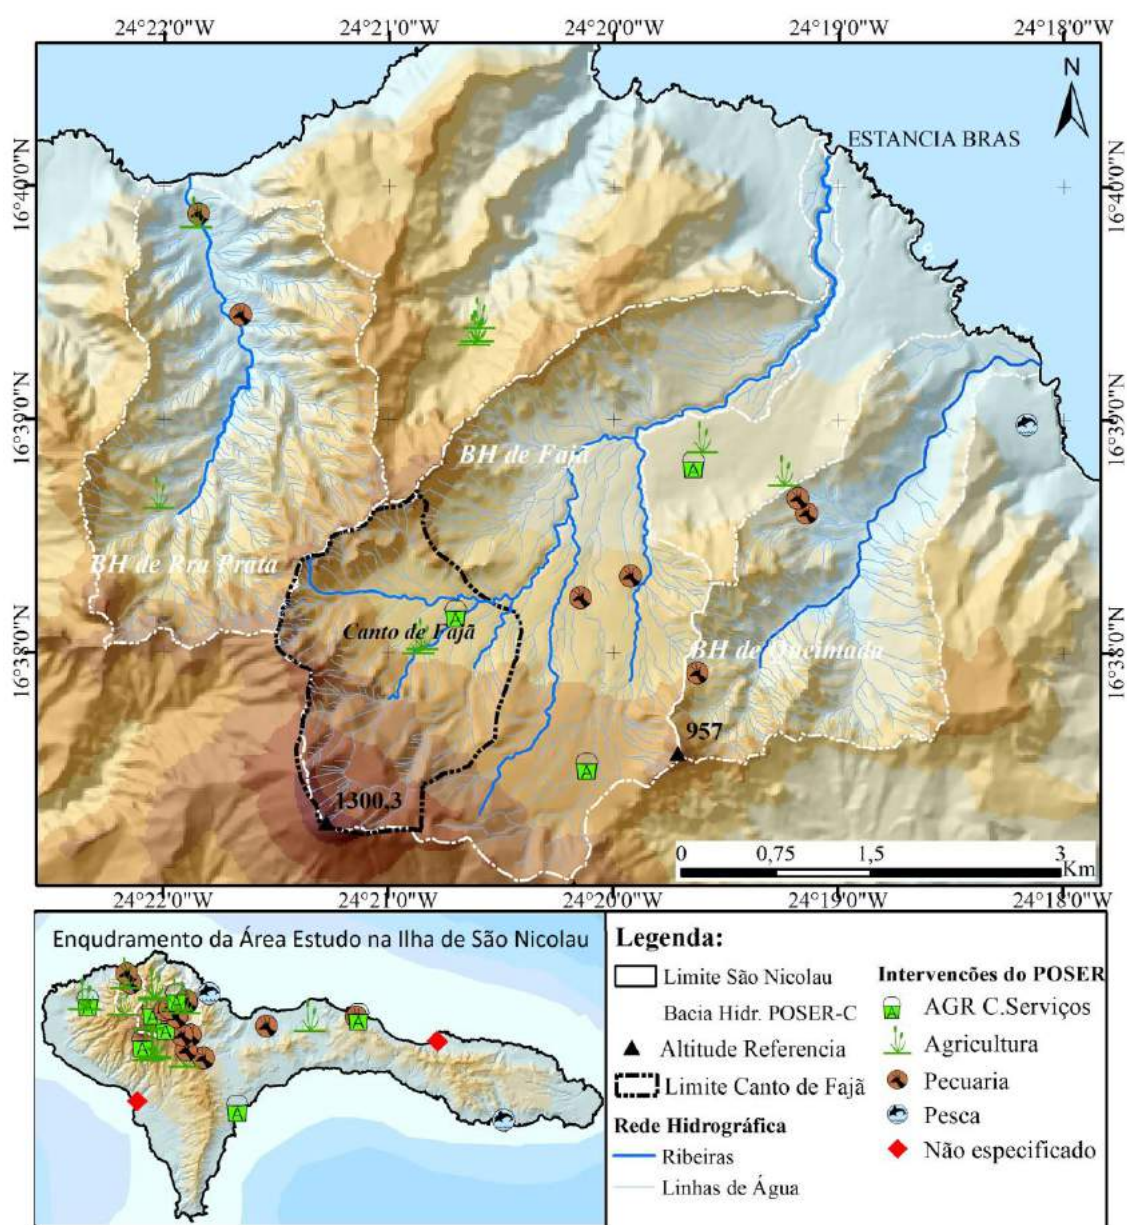 24°22'0"W 24°21'0"W 24°20'0"W 24°19'0"W 24°18'0"W
N
ESTANCIA BRAS
16°40'0"N 16°40'0"N
16°39'0"N 16°39'0"N
BH de Fajã
BH de Rra Prata
Canto de Fajã
16°38'0"N 16°38'0"N
BH de Queimada
957
1300,3
0 0,75 1,5 3
Km
24°22'0"W 24°21'0"W 24°20'0"W 24°19'0"W 24°18'0"W
Enqudramento da Área Estudo na Ilha de São Nicolau
Legenda:
Limite São Nicolau
Bacia Hidr. POSER-C
Altitude Referencia
Limite Canto de Fajã
Rede Hidrográfica
Ribeiras
Linhas de Água
Intervencões do POSER
AGR C.Serviços
Agricultura
Pecuaria
Pesca
Não especificado